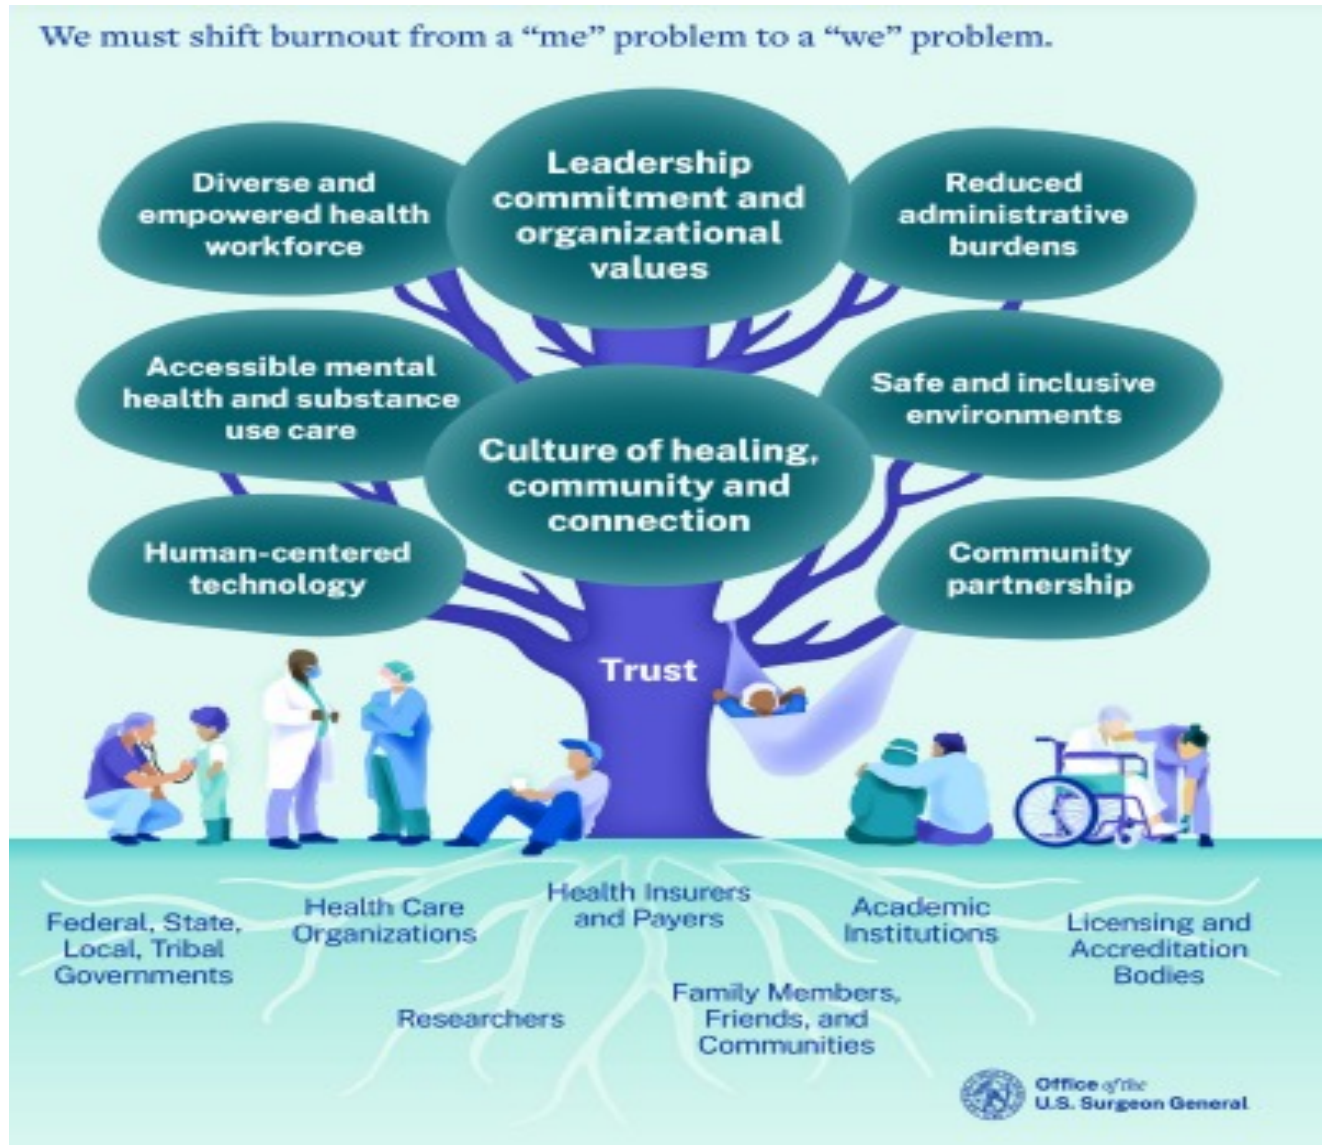 We must shift burnout from a “me” problem to a “we” problem.
Diverse and
empowered health
workforce
Leadership
commitment and
organizational
values
Reduced
administrative
burdens
Accessible mental
health and substance
use care
Culture of healing,
community and
connection
Safe and inclusive
environments
Human-centered
technology
Community
partnership
Trust
Federal, State,
Local, Tribal
Governments
Health Care
Organizations
Health Insurers
and Payers
Academic
Institutions
Licensing and
Accreditation
Bodies
Researchers
Family Members,
Friends, and
Communities
Office of the
U.S. Surgeon General